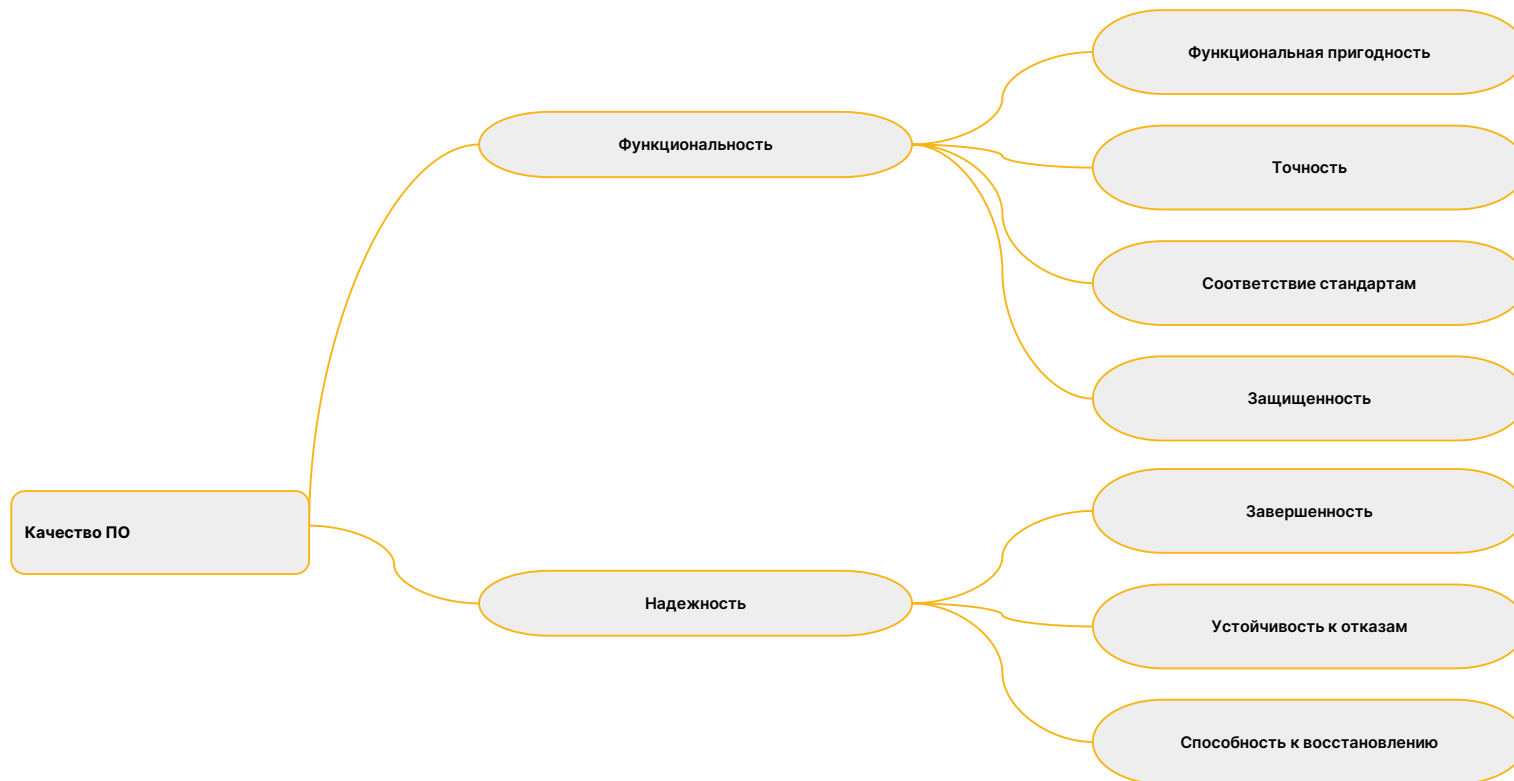 Качество ПО
Функциональность
Функциональная пригодность
Точность
Соответствие стандартам
Защищенность
Надежность
Завершенность
Устойчивость к отказам
Способность к восстановлению